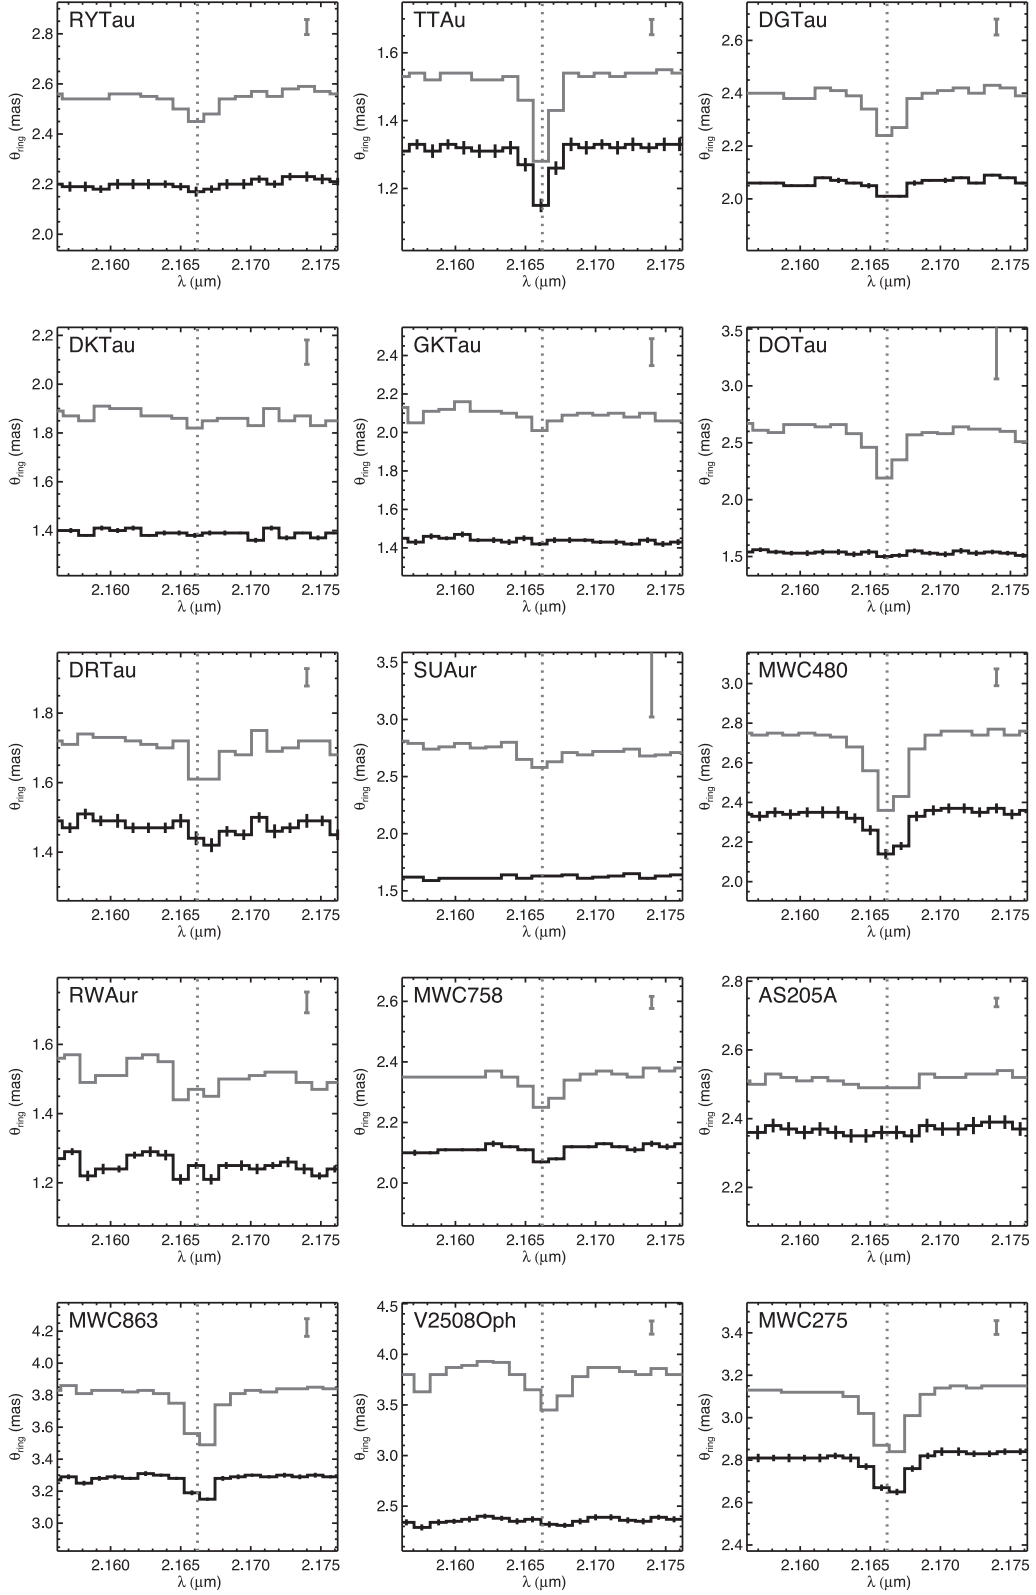 RYTau
2.8
2.6
2.4
2.2
2.0
θring (mas)
2.160 2.165 2.170 2.175
λ (μm)
TTAu
1.6
1.4
1.2
θring (mas)
2.160 2.165 2.170 2.175
λ (μm)
DGTau
2.6
2.4
2.2
2.0
θring (mas)
2.160 2.165 2.170 2.175
λ (μm)
DKTau
2.2
2.0
1.8
1.6
1.4
θring (mas)
2.160 2.165 2.170 2.175
λ (μm)
GKTau
2.4
2.2
2.0
1.8
1.6
1.4
θring (mas)
2.160 2.165 2.170 2.175
λ (μm)
DOTau
3.5
3.0
2.5
2.0
1.5
θring (mas)
2.160 2.165 2.170 2.175
λ (μm)
DRTau
1.8
1.6
1.4
θring (mas)
2.160 2.165 2.170 2.175
λ (μm)
SUAur
3.5
3.0
2.5
2.0
1.5
θring (mas)
2.160 2.165 2.170 2.175
λ (μm)
MWC480
3.0
2.8
2.6
2.4
2.2
2.0
θring (mas)
2.160 2.165 2.170 2.175
λ (μm)
RWAur
1.6
1.4
1.2
θring (mas)
2.160 2.165 2.170 2.175
λ (μm)
MWC758
2.6
2.4
2.2
2.0
θring (mas)
2.160 2.165 2.170 2.175
λ (μm)
AS205A
2.8
2.6
2.4
2.2
θring (mas)
2.160 2.165 2.170 2.175
λ (μm)
MWC863
4.2
4.0
3.8
3.6
3.4
3.2
3.0
θring (mas)
2.160 2.165 2.170 2.175
λ (μm)
V2508Oph
4.5
4.0
3.5
3.0
2.5
θring (mas)
2.160 2.165 2.170 2.175
λ (μm)
MWC275
3.4
3.2
3.0
2.8
2.6
2.4
θring (mas)
2.160 2.165 2.170 2.175
λ (μm)